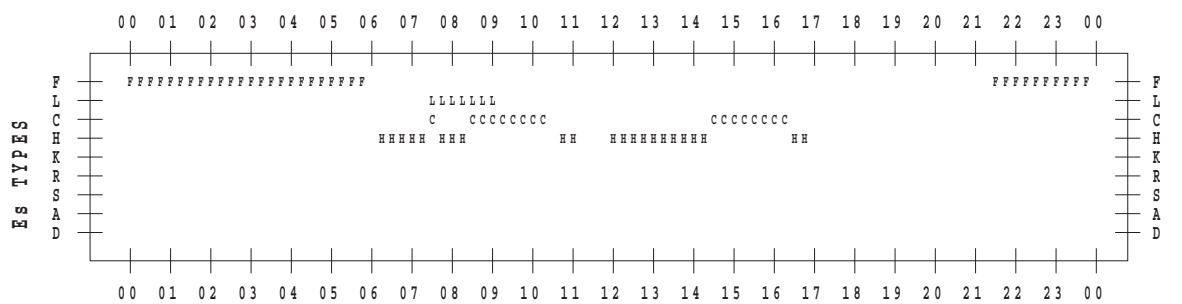 00 01 02 03 04 05 06 07 08 09 10 11 12 13 14 15 16 17 18 19 20 21 22 23 00
Es TYPES
F FFFFFFFFFFFFFFFFFFFFFFFF FFFFFFFFFF F
L LLLLLLL L
C C CCCCCCCC CCCCCCCC C
H HHHHH HHH HH HHHHHHHHHH HH H
K K
R R
S S
A A
D D
00 01 02 03 04 05 06 07 08 09 10 11 12 13 14 15 16 17 18 19 20 21 22 23 00